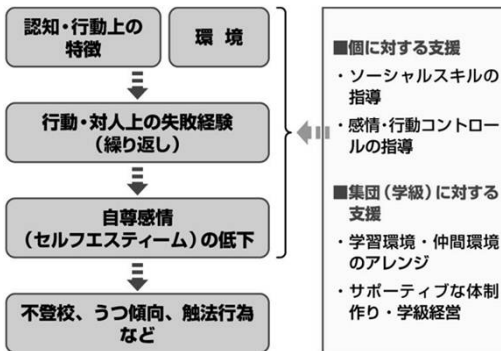 認知・行動上の
特徴
環 境
行動・対人上の失敗経験
（繰り返し）
自尊感情
（セルフエスティーム）の低下
不登校、うつ傾向、触法行為
など
■個に対する支援
・ソーシャルスキルの
指導
・感情・行動コントロー
ルの指導
■集団（学級）に対する
支援
・学習環境・仲間環境
のアレンジ
・サポーティブな体制
作り・学級経営